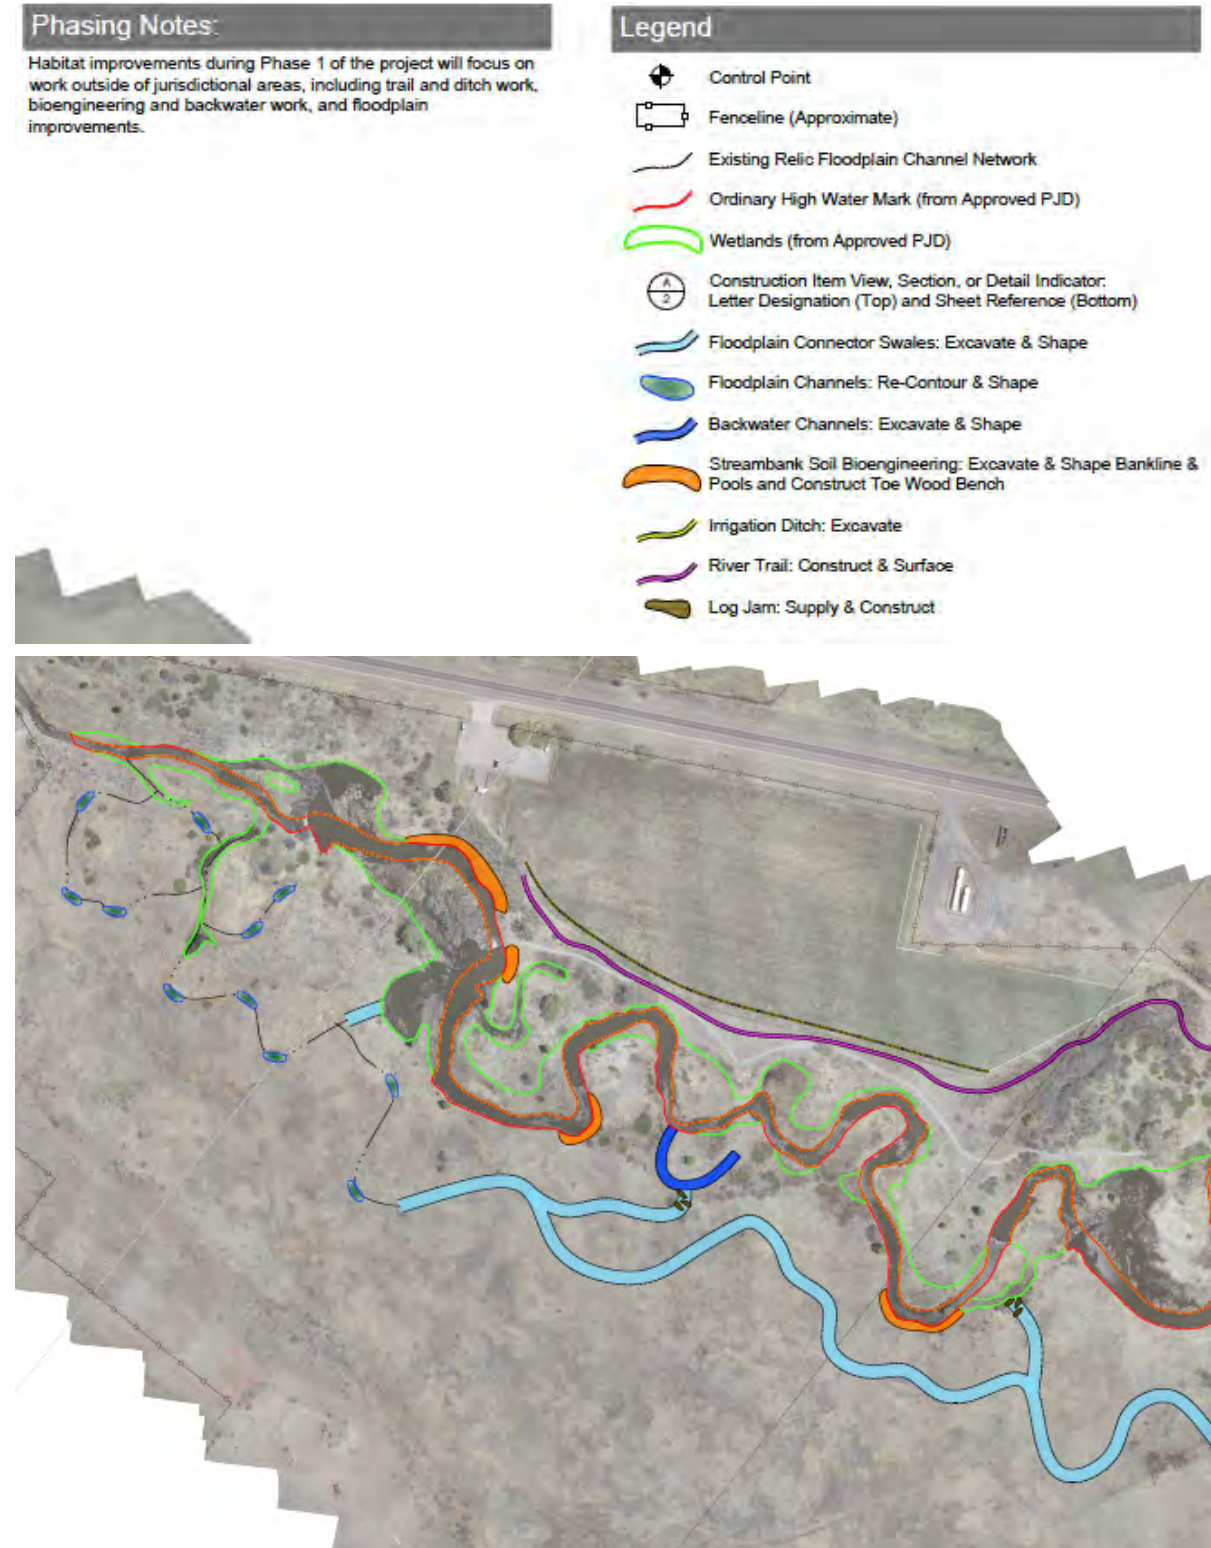 Phasing Notes:
Habitat improvements during Phase 1 of the project will focus on
work outside of jurisdictional areas, including trail and ditch work,
bioengineering and backwater work, and floodplain
improvements.
Legend
Control Point
Fenceline (Approximate)
Existing Relic Floodplain Channel Network
Ordinary High Water Mark (from Approved PJD)
Wetlands (from Approved PJD)
A
2
Construction Item View, Section, or Detail Indicator:
Letter Designation (Top) and Sheet Reference (Bottom)
Floodplain Connector Swales: Excavate & Shape
Floodplain Channels: Re-Contour & Shape
Backwater Channels: Excavate & Shape
Streambank Soil Bioengineering: Excavate & Shape Bankline &
Pools and Construct Toe Wood Bench
Irrigation Ditch: Excavate
River Trail: Construct & Surface
Log Jam: Supply & Construct